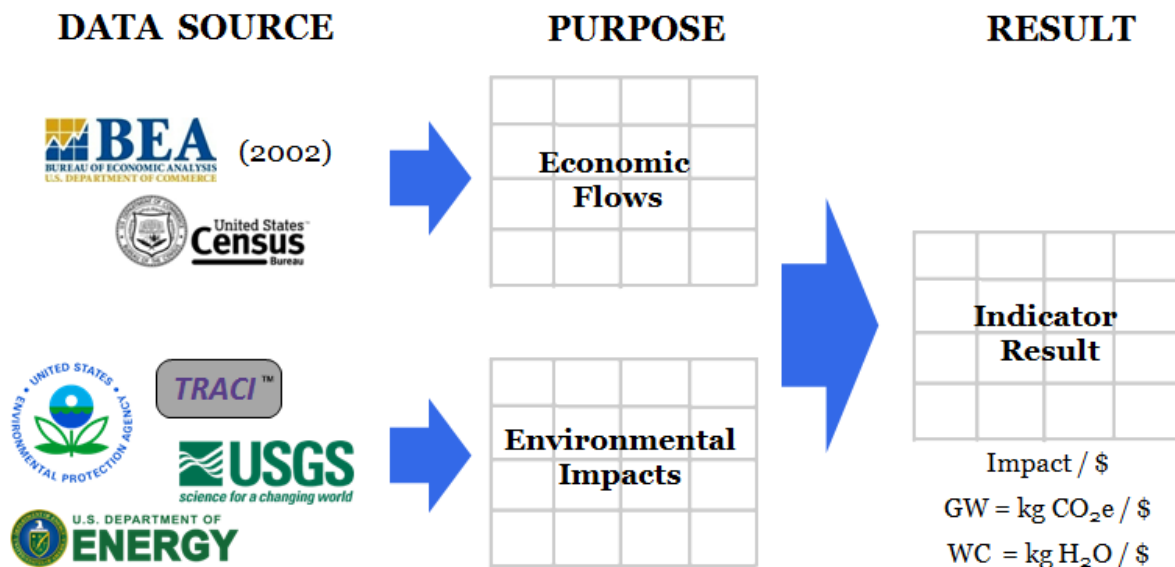 DATA SOURCE
PURPOSE
RESULT
BEA
BUREAU OF ECONOMIC ANALYSIS
U.S. DEPARTMENT OF COMMERCE
(2002)
United States™
Census
Bureau
Economic
Flows
UNITED STATES
ENVIRONMENTAL PROTECTION AGENCY
TRACI™
USGS
science for a changing world
U.S. DEPARTMENT OF
ENERGY
Environmental
Impacts
Indicator
Result
Impact / $
GW = kg CO₂e / $
WC = kg H₂O / $